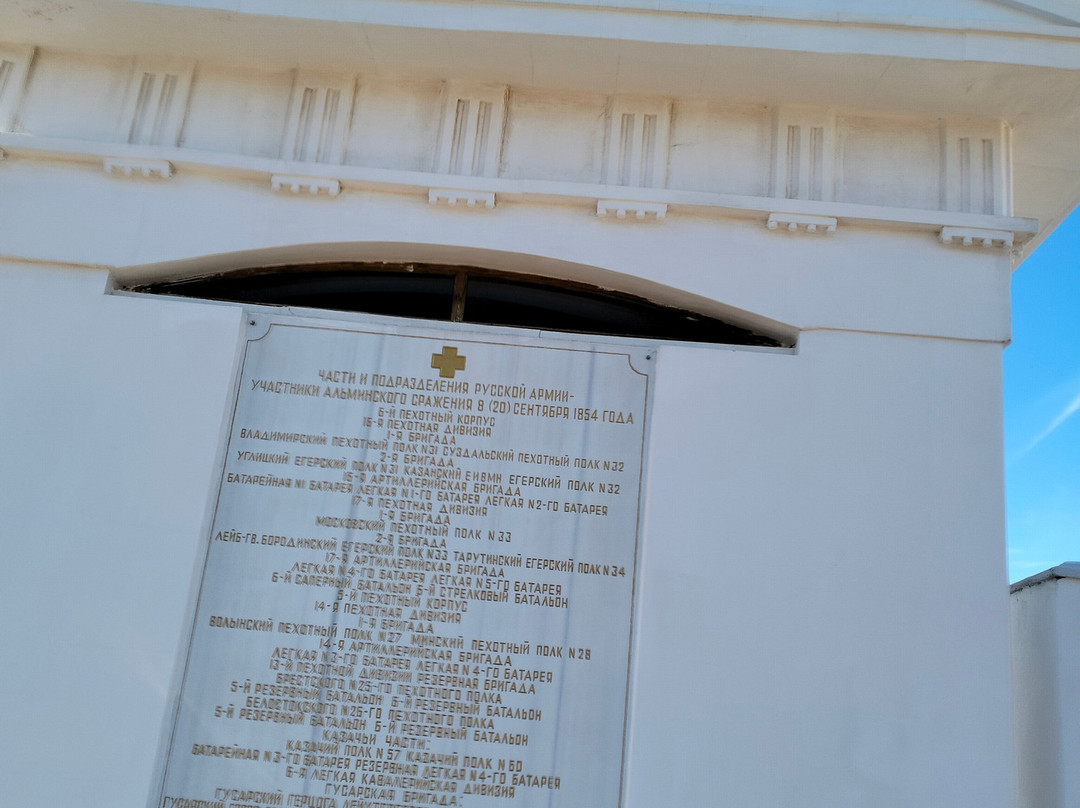 ЧАСТИ И ПОДРАЗДЕЛЕНИЯ РУССКОЙ АРМИИ-
УЧАСТНИКИ АЛЬМИНСКОГО СРАЖЕНИЯ 8 (20) СЕНТЯБРЯ 1854 ГОДА
6-Й ПЕХОТНЫЙ КОРПУС
16-Я ПЕХОТНАЯ ДИВИЗИЯ
1-Я БРИГАДА
ВЛАДИМИРСКИЙ ПЕХОТНЫЙ ПОЛК N31 СУЗДАЛЬСКИЙ ПЕХОТНЫЙ ПОЛК N32
2-Я БРИГАДА
УГЛИЦКИЙ ЕГЕРСКИЙ ПОЛК N31 КАЗАНСКИЙ ЕИВМН ЕГЕРСКИЙ ПОЛК N32
16-Я АРТИЛЛЕРИЙСКАЯ БРИГАДА
БАТАРЕЙНАЯ N1 БАТАРЕЯ ЛЕГКАЯ N1-ГО БАТАРЕЯ ЛЕГКАЯ N2-ГО БАТАРЕЯ
17-Я ПЕХОТНАЯ ДИВИЗИЯ
1-Я БРИГАДА
МОСКОВСКИЙ ПЕХОТНЫЙ ПОЛК N33
2-Я БРИГАДА
ЛЕЙБ-ГВ. БОРОДИНСКИЙ ЕГЕРСКИЙ ПОЛК N33 ТАРУТИНСКИЙ ЕГЕРСКИЙ ПОЛК N34
17-Я АРТИЛЛЕРИЙСКАЯ БРИГАДА
ЛЕГКАЯ N4-ГО БАТАРЕЯ ЛЕГКАЯ N5-ГО БАТАРЕЯ
6-Й САПЕРНЫЙ БАТАЛЬОН 6-Й СТРЕЛКОВЫЙ БАТАЛЬОН
5-Й ПЕХОТНЫЙ КОРПУС
14-Я ПЕХОТНАЯ ДИВИЗИЯ
1-Я БРИГАДА
ВОЛЫНСКИЙ ПЕХОТНЫЙ ПОЛК N27 МИНСКИЙ ПЕХОТНЫЙ ПОЛК N28
14-Я АРТИЛЛЕРИЙСКАЯ БРИГАДА
ЛЕГКАЯ N3-ГО БАТАРЕЯ ЛЕГКАЯ N4-ГО БАТАРЕЯ
13-Й ПЕХОТНОЙ ДИВИЗИИ РЕЗЕРВНАЯ БРИГАДА
БРЕСТСКОГО N25-ГО ПЕХОТНОГО ПОЛКА
5-Й РЕЗЕРВНЫЙ БАТАЛЬОН 6-Й РЕЗЕРВНЫЙ БАТАЛЬОН
БЕЛОСТОКСКОГО N26-ГО ПЕХОТНОГО ПОЛКА
5-Й РЕЗЕРВНЫЙ БАТАЛЬОН 6-Й РЕЗЕРВНЫЙ БАТАЛЬОН
КАЗАЧЬИ ЧАСТИ:
КАЗАЧИЙ ПОЛК N57 КАЗАЧИЙ ПОЛК N60
БАТАРЕЙНАЯ N3-ГО БАТАРЕЯ РЕЗЕРВНАЯ ЛЕГКАЯ N4-ГО БАТАРЕЯ
6-Я ЛЕГКАЯ КАВАЛЕРИЙСКАЯ ДИВИЗИЯ
ГУСАРСКАЯ БРИГАДА:
ГУСАРСКИЙ ГЕРЦОГА
ГУСАРСКИЙ